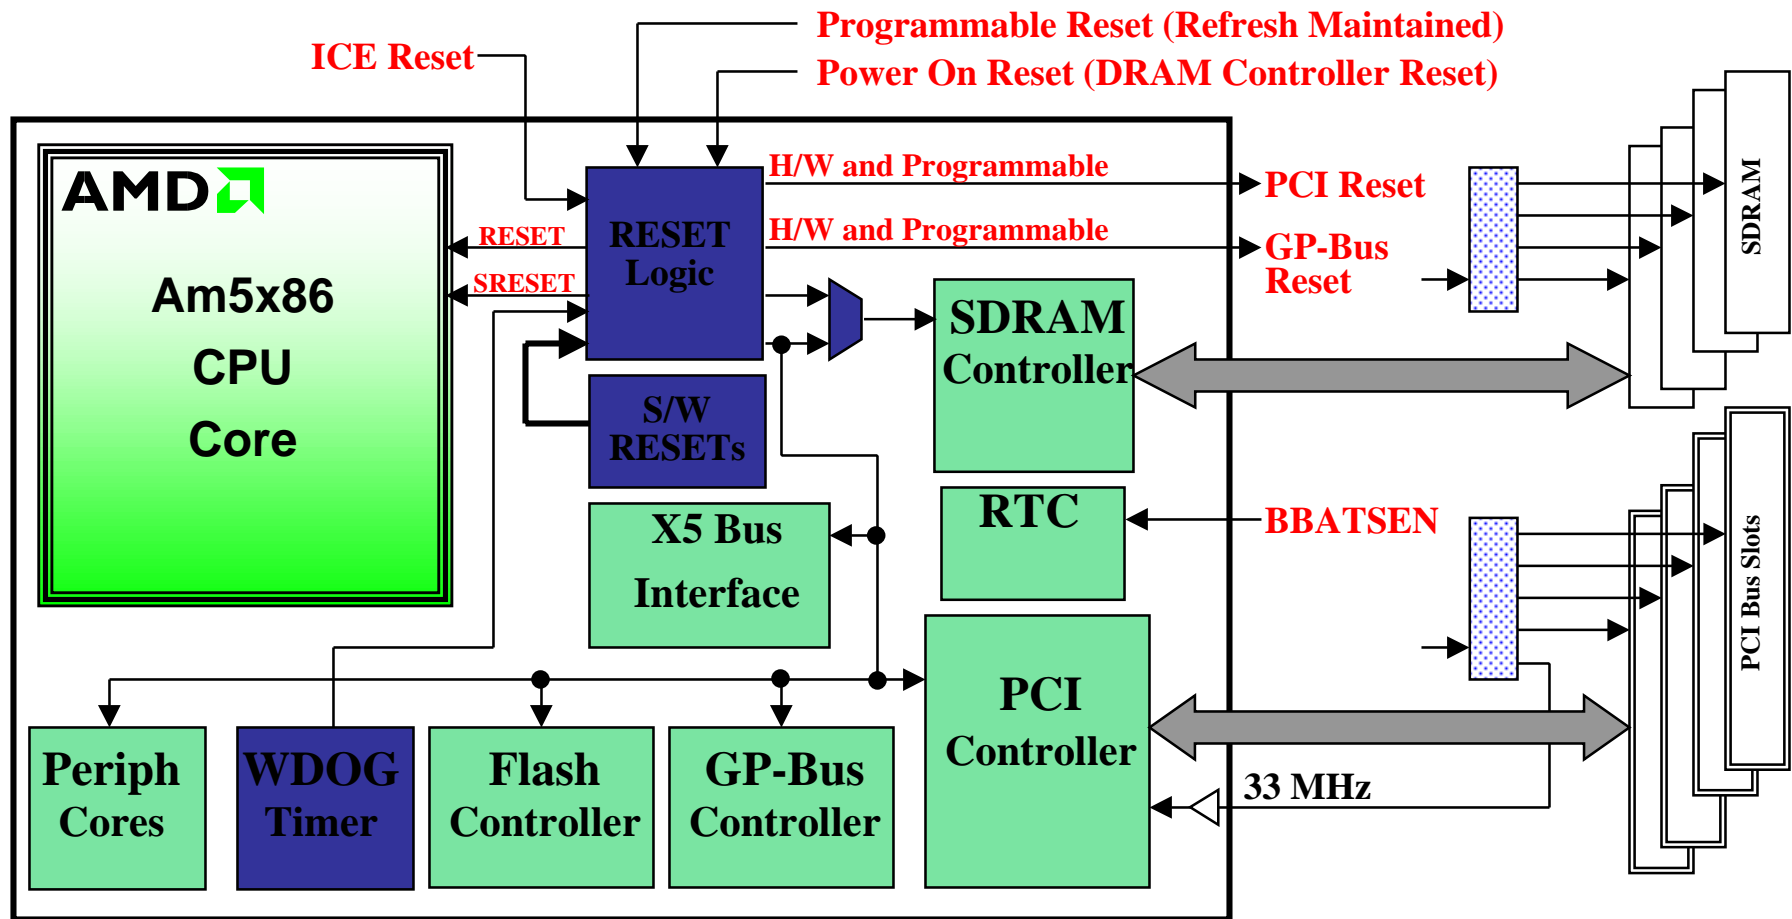 Programmable Reset (Refresh Maintained)
ICE Reset
Power On Reset (DRAM Controller Reset)
AMD
Am5x86
CPU
Core
RESET
SRESET
RESET
Logic
H/W and Programmable
H/W and Programmable
PCI Reset
GP-Bus
Reset
SDRAM
SDRAM
Controller
S/W
RESETs
X5 Bus
Interface
RTC
BBATSEN
PCI Bus Slots
PCI
Controller
33 MHz
Periph
Cores
WDOG
Timer
Flash
Controller
GP-Bus
Controller